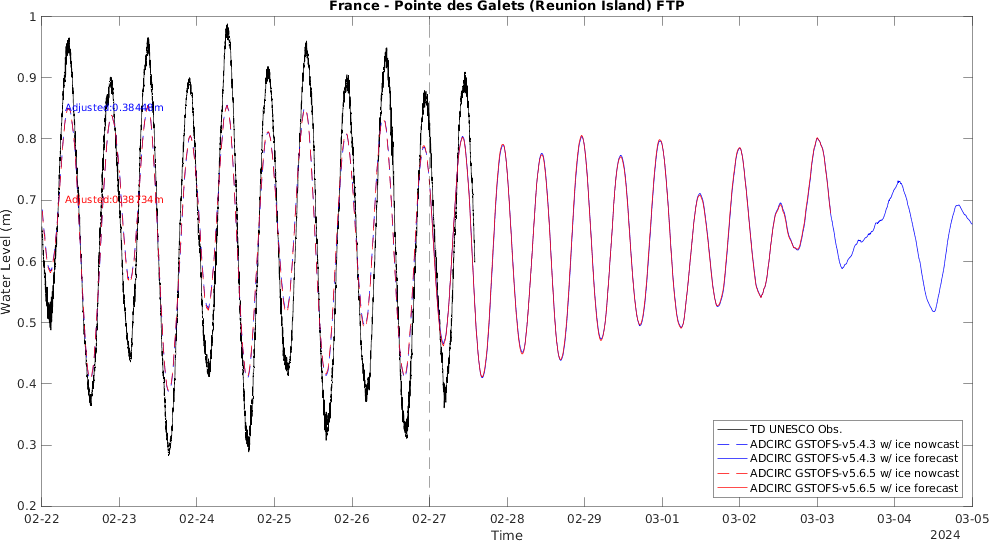 France - Pointe des Galets (Reunion Island) FTP
1
0.9
0.8
0.7
0.6
0.5
0.4
0.3
0.2
Water Level (m)
Adjusted:0.38449m
Adjusted:0.38734m
TD UNESCO Obs.
ADCIRC GSTOFS-v5.4.3 w/ ice nowcast
ADCIRC GSTOFS-v5.4.3 w/ ice forecast
ADCIRC GSTOFS-v5.6.5 w/ ice nowcast
ADCIRC GSTOFS-v5.6.5 w/ ice forecast
02-22 02-23 02-24 02-25 02-26 02-27 02-28 02-29 03-01 03-02 03-03 03-04 03-05
Time
2024